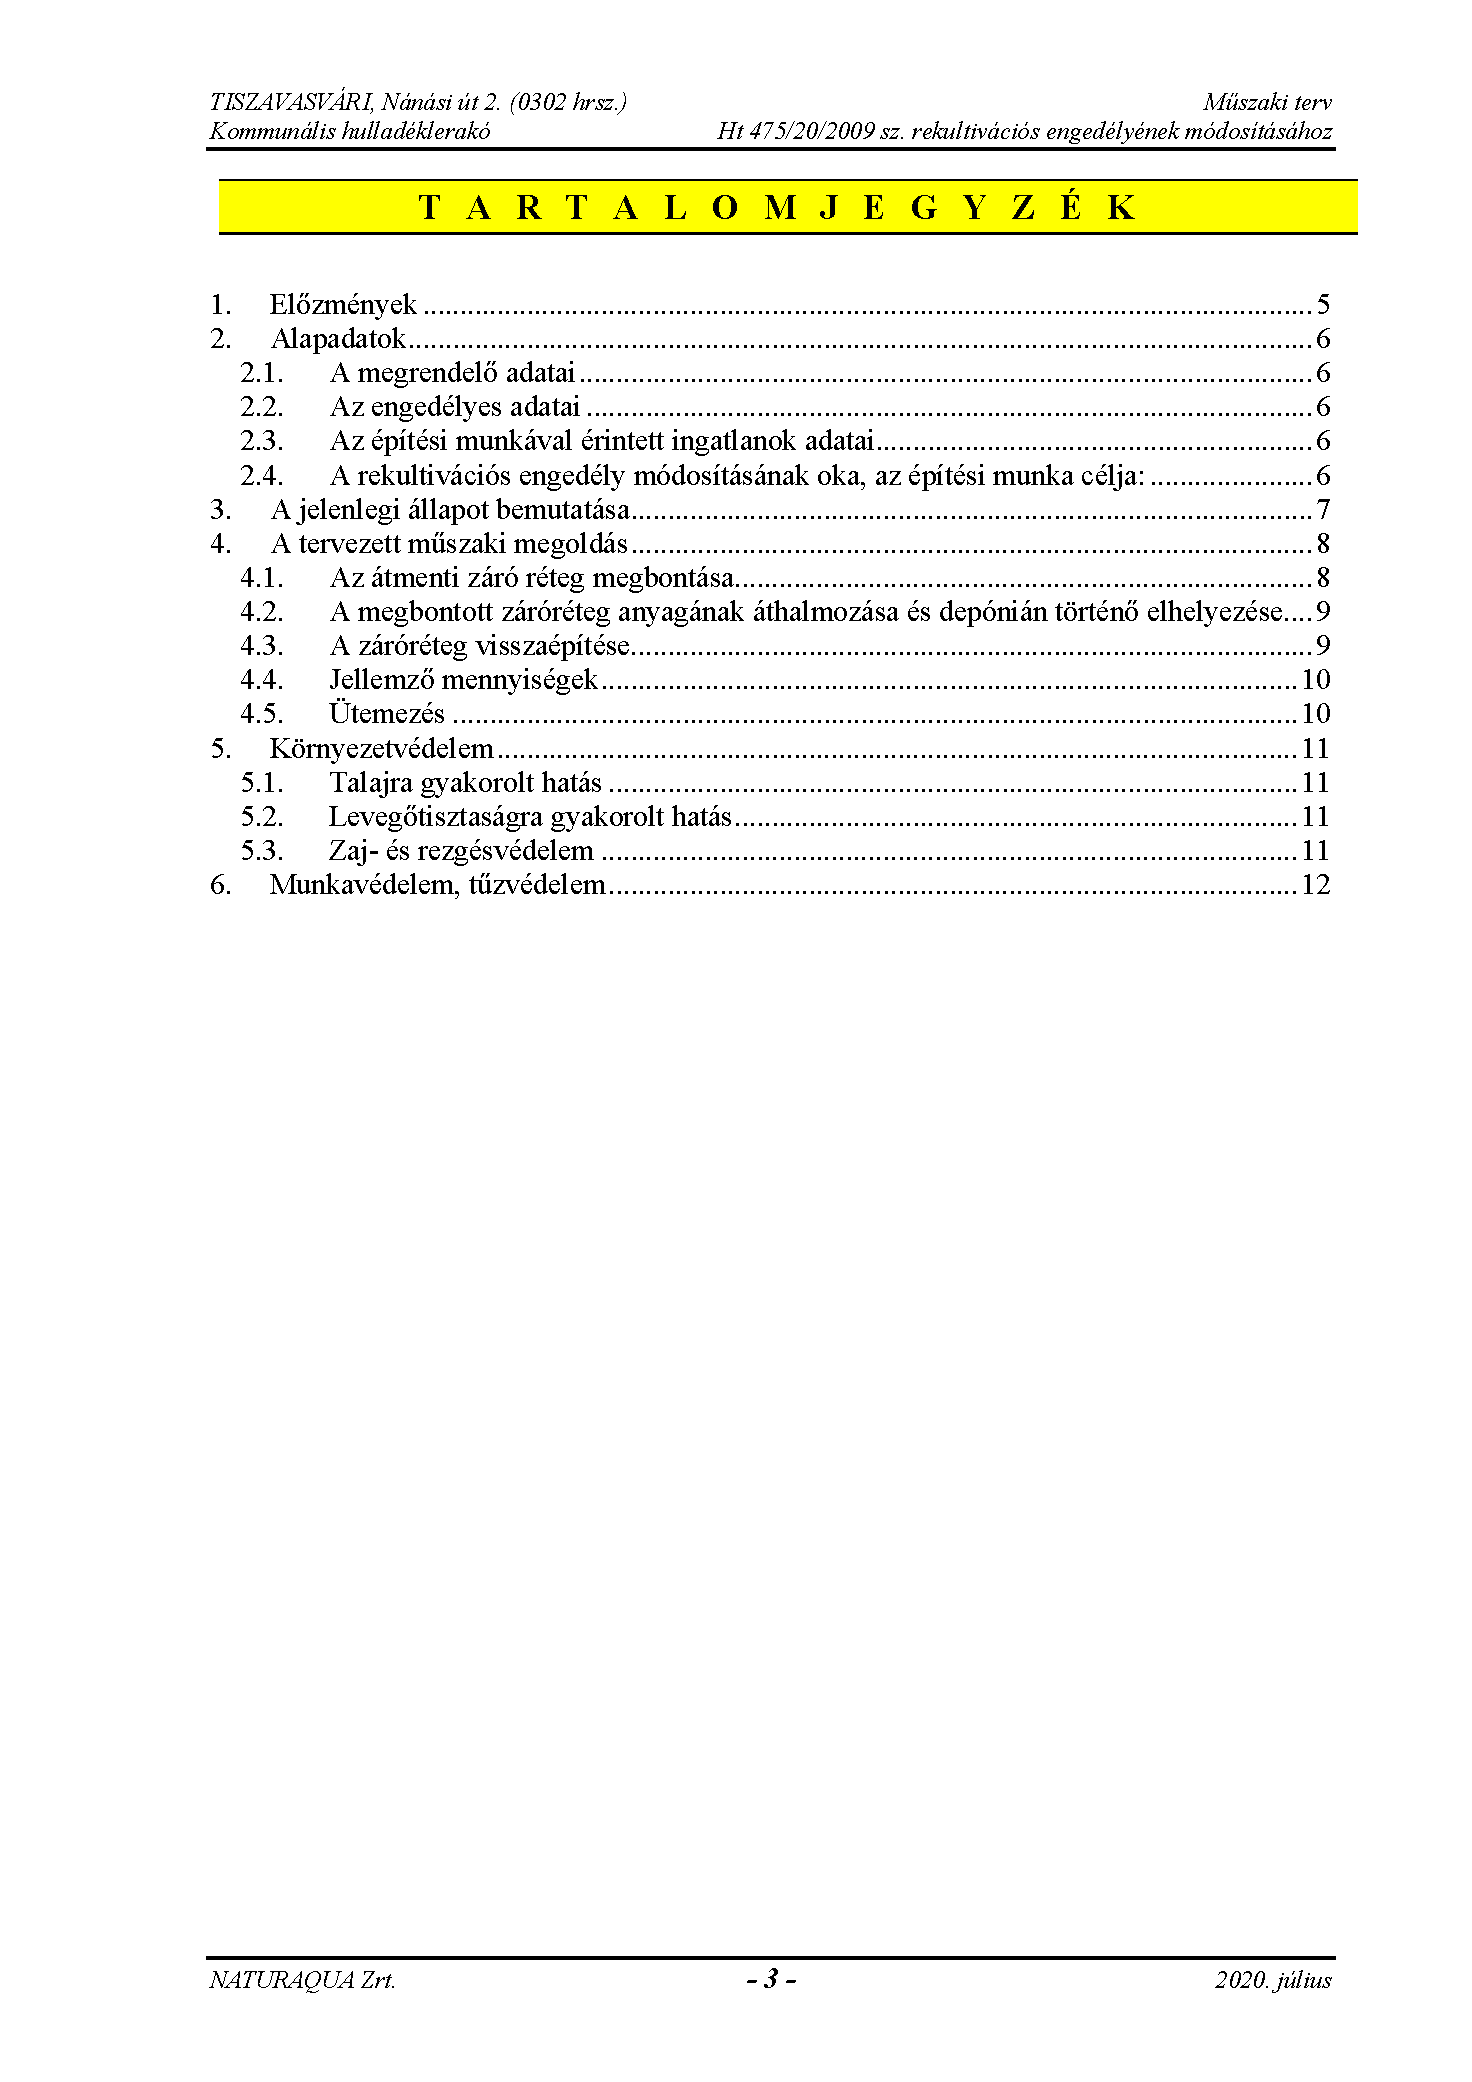 TISZAVASVÁRI, Nánási út 2. (0302 hrsz.) Műszaki terv
Kommunális hulladéklerakó Ht 475/20/2009 sz. rekultivációs engedélyének módosításához
T A R T A L O M J E G Y Z É K
1. Előzmények ........ 5
2. Alapadatok ........ 6
2.1. A megrendelő adatai ........ 6
2.2. Az engedélyes adatai ........ 6
2.3. Az építési munkával érintett ingatlanok adatai ........ 6
2.4. A rekultivációs engedély módosításának oka, az építési munka célja: ........ 6
3. A jelenlegi állapot bemutatása ........ 7
4. A tervezett műszaki megoldás ........ 8
4.1. Az átmenti záró réteg megbontása ........ 8
4.2. A megbontott záróréteg anyagának áthalmozása és depónián történő elhelyezése.... 9
4.3. A záróréteg visszaépítése ........ 9
4.4. Jellemző mennyiségek ........ 10
4.5. Ütemezés ........ 10
5. Környezetvédelem ........ 11
5.1. Talajra gyakorolt hatás ........ 11
5.2. Levegőtisztaságra gyakorolt hatás ........ 11
5.3. Zaj- és rezgésvédelem ........ 11
6. Munkavédelem, tűzvédelem ........ 12
NATURAQUA Zrt. - 3 - 2020. július